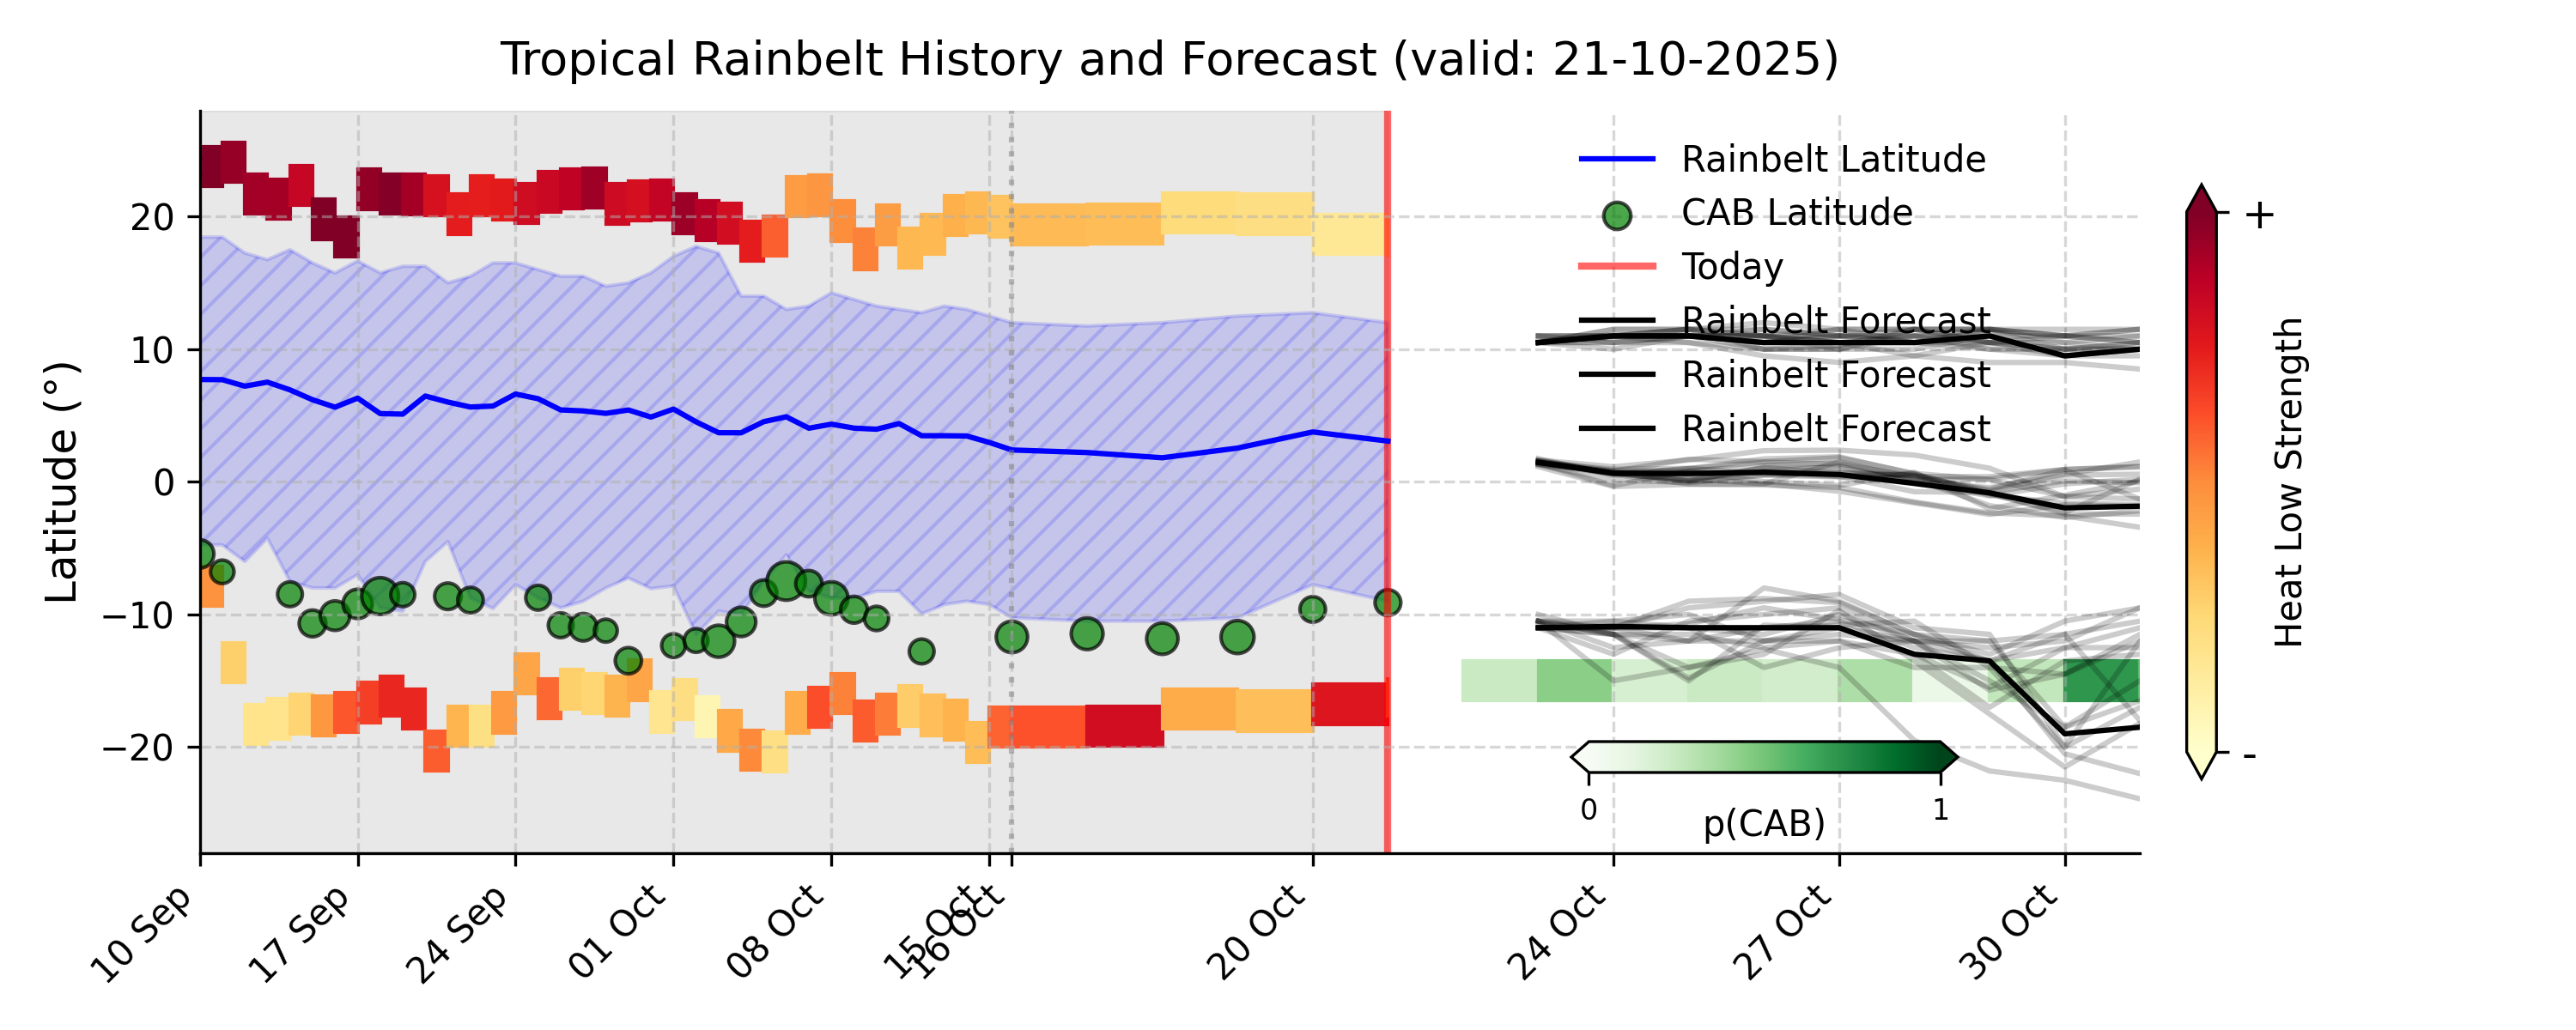 Tropical Rainbelt History and Forecast (valid: 21-10-2025)
Latitude (°)
20
10
0
−10
−20
Rainbelt Latitude
CAB Latitude
Today
Rainbelt Forecast
Rainbelt Forecast
Rainbelt Forecast
0
1
p(CAB)
+
-
Heat Low Strength
10 Sep
17 Sep
24 Sep
01 Oct
08 Oct
15 Oct
16 Oct
20 Oct
24 Oct
27 Oct
30 Oct